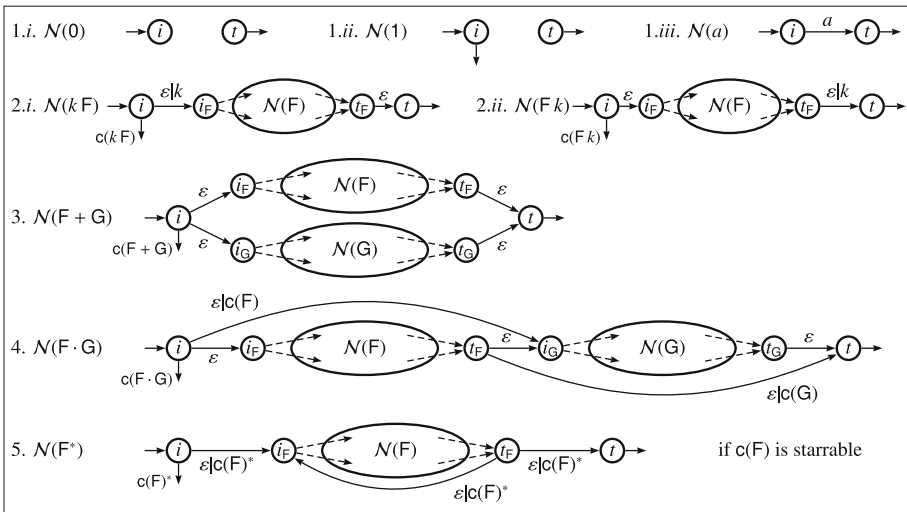 1.i. 𝒩(0) i t 1.ii. 𝒩(1) i t 1.iii. 𝒩(a) i a t
2.i. 𝒩(k F) i ε|k i_F 𝒩(F) t_F ε t 2.ii. 𝒩(F k) i ε i_F 𝒩(F) t_F ε|k t
c(k F) c(F k)
i_F 𝒩(F) t_F
ε ε
3. 𝒩(F + G) i t
c(F + G) ε ε
i_G 𝒩(G) t_G
ε|c(F)
4. 𝒩(F · G) i ε i_F 𝒩(F) t_F ε i_G 𝒩(G) t_G ε t
c(F · G) ε|c(G)
5. 𝒩(F*) i i_F 𝒩(F) t_F t if c(F) is starrable
c(F)* ε|c(F)* ε|c(F)* ε|c(F)*